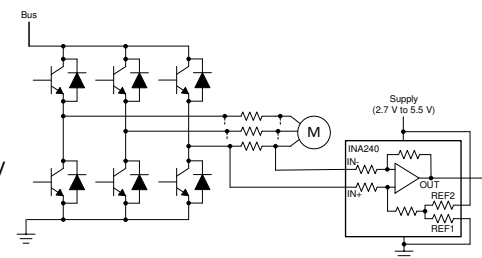 Bus
Supply
(2.7 V to 5.5 V)
M
INA240
IN-
IN+
OUT
REF2
REF1